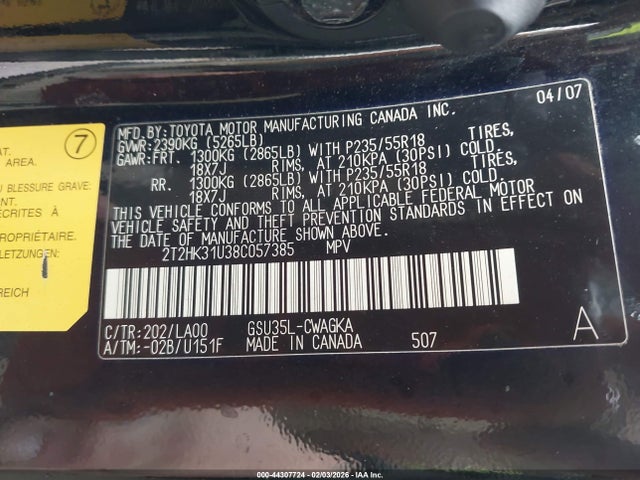 7
AT.
AREA.
U BLESSURE GRAVE:
NT.
CRITES À
ROPRIÉTAIRE.
LETZUNGEN:
REICH
MFD.BY:TOYOTA MOTOR MANUFACTURING CANADA INC. 04/07
GVWR:2390KG (5265LB)
GAWR:FRT. 1300KG (2865LB) WITH P235/55R18 TIRES,
18X7J RIMS, AT 210KPA (30PSI) COLD.
RR. 1300KG (2865LB) WITH P235/55R18 TIRES,
18X7J RIMS, AT 210KPA (30PSI) COLD.
THIS VEHICLE CONFORMS TO ALL APPLICABLE FEDERAL MOTOR
VEHICLE SAFETY AND THEFT PREVENTION STANDARDS IN EFFECT ON
THE DATE OF MANUFACTURE SHOWN ABOVE.
2T2HK31U38C057385 MPV
C/TR:202/LA00 GSU35L-CWAGKA
A/TM:-02B/U151F MADE IN CANADA 507 A
000-44307724 - 02/03/2026 - IAA Inc.